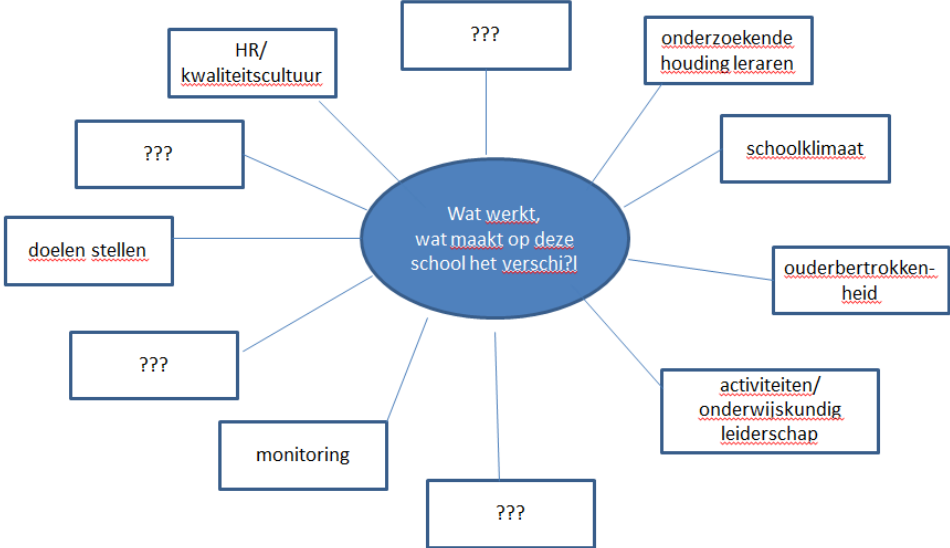 ???
HR/
kwaliteitscultuur
onderzoekende
houding leraren
???
schoolklimaat
Wat werkt,
wat maakt op deze
school het verschi?l
doelen stellen
ouderbertrokken-
heid
???
activiteiten/
onderwijskundig
leiderschap
monitoring
???